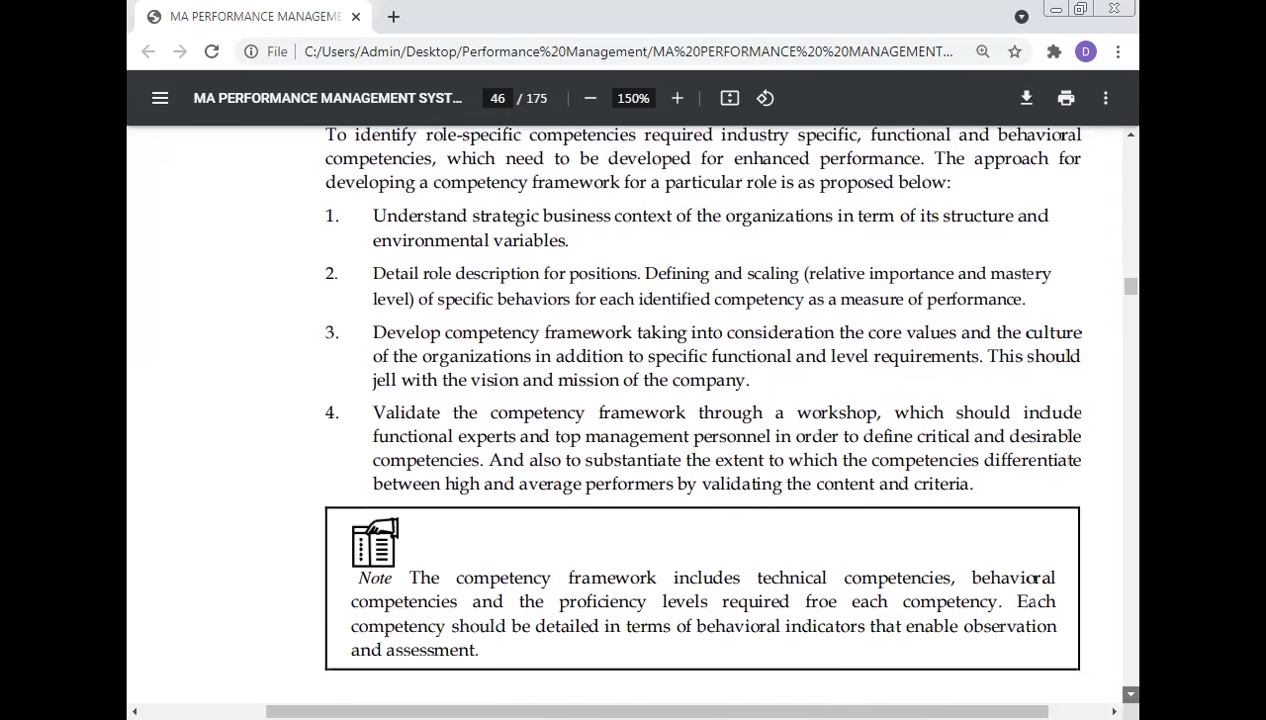 MA PERFORMANCE MANAGEME
File C:/Users/Admin/Desktop/Performance%20Management/MA%20PERFORMANCE%20%20MANAGEMENT...
D
MA PERFORMANCE MANAGEMENT SYST... 46 / 175 150%
To identify role-specific competencies required industry specific, functional and behavioral
competencies, which need to be developed for enhanced performance. The approach for
developing a competency framework for a particular role is as proposed below:
1. Understand strategic business context of the organizations in term of its structure and
environmental variables.
2. Detail role description for positions. Defining and scaling (relative importance and mastery
level) of specific behaviors for each identified competency as a measure of performance.
3. Develop competency framework taking into consideration the core values and the culture
of the organizations in addition to specific functional and level requirements. This should
jell with the vision and mission of the company.
4. Validate the competency framework through a workshop, which should include
functional experts and top management personnel in order to define critical and desirable
competencies. And also to substantiate the extent to which the competencies differentiate
between high and average performers by validating the content and criteria.
Note The competency framework includes technical competencies, behavioral
competencies and the proficiency levels required froe each competency. Each
competency should be detailed in terms of behavioral indicators that enable observation
and assessment.